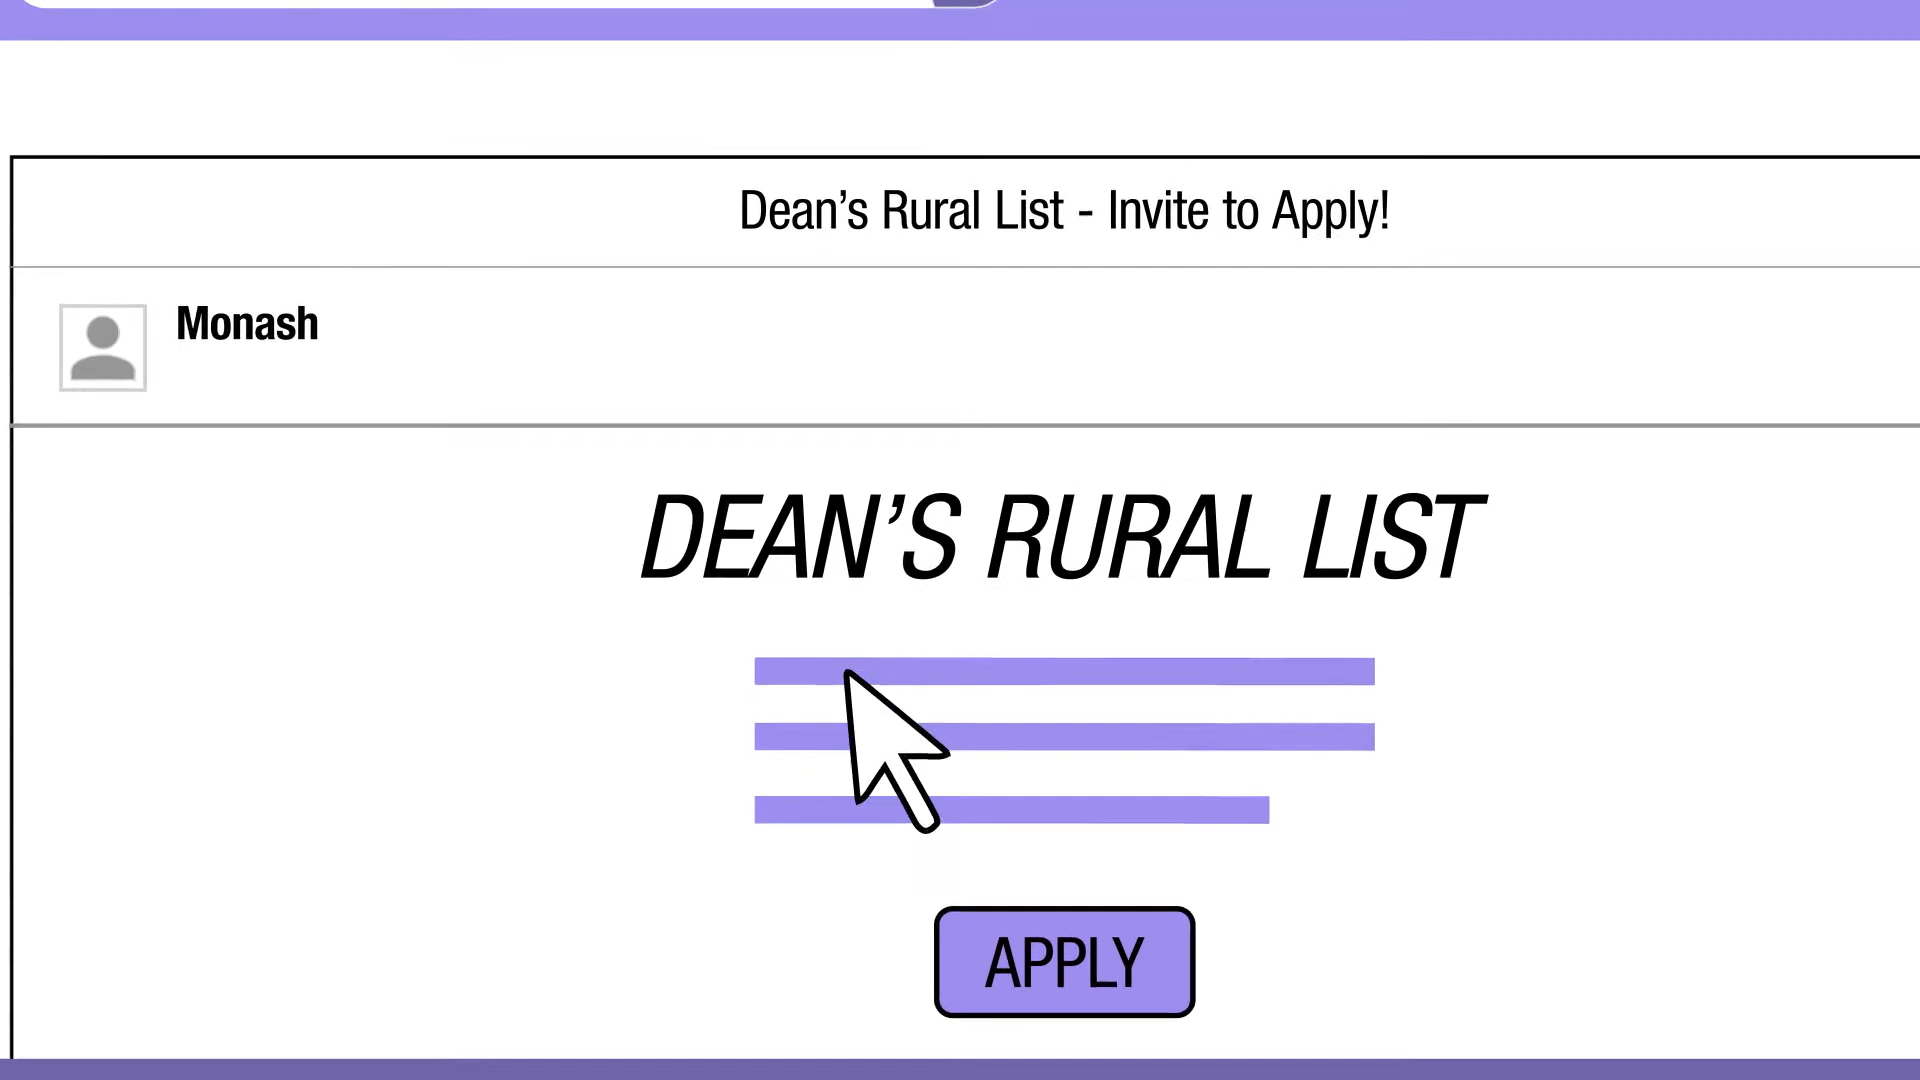 Dean’s Rural List - Invite to Apply!
Monash
DEAN’S RURAL LIST
APPLY